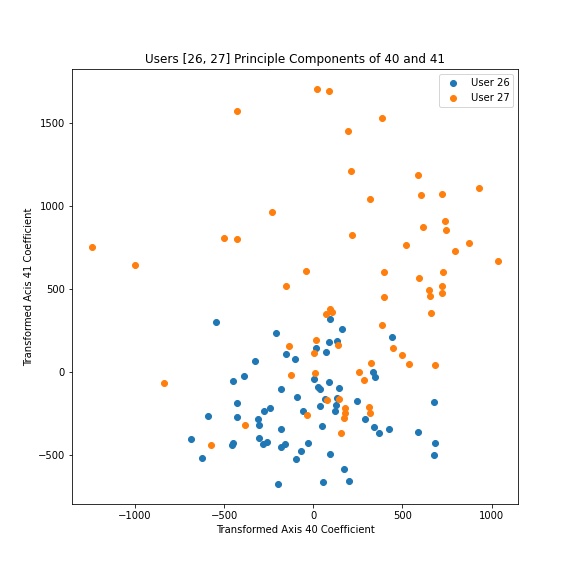 Users [26, 27] Principle Components of 40 and 41
User 26
User 27
Transformed Acis 41 Coefficient
1500
1000
500
0
−500
−1000
−500
0
500
1000
Transformed Axis 40 Coefficient